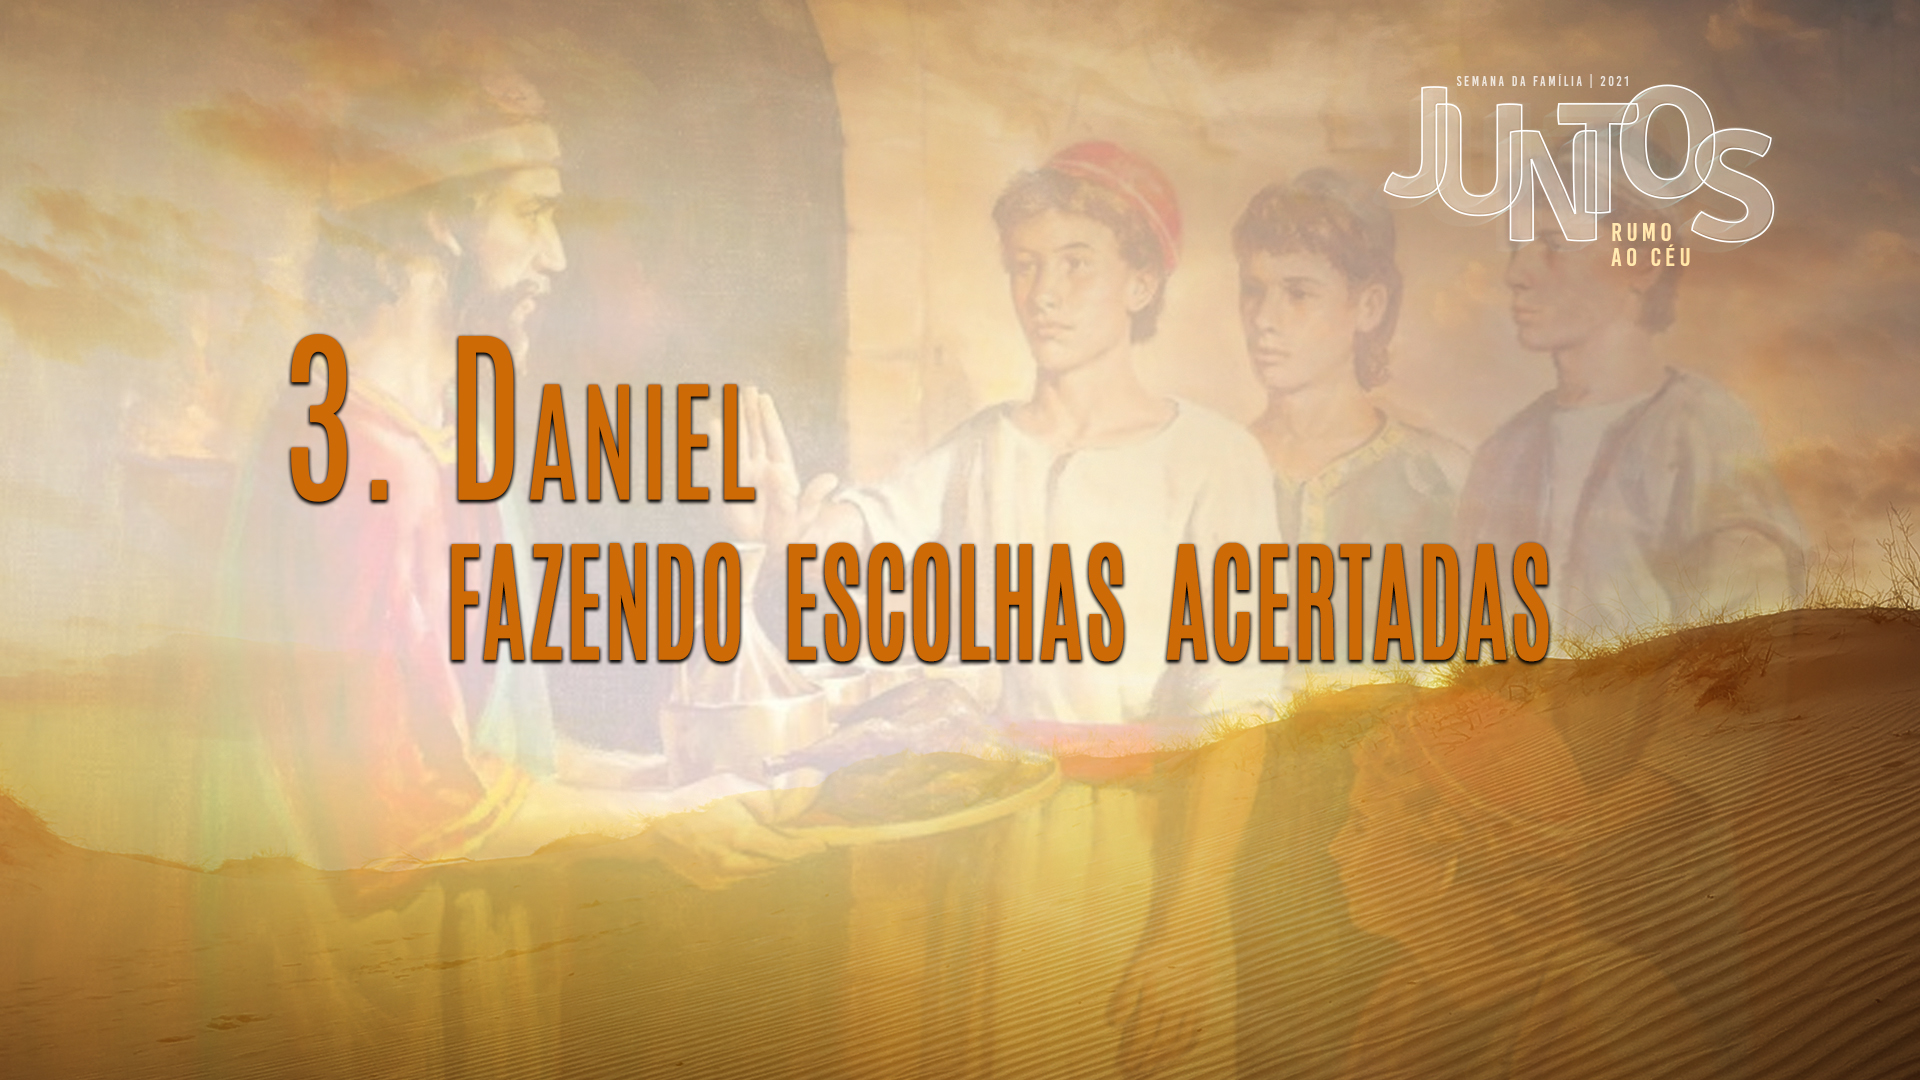 SEMANA DA FAMÍLIA | 2021
JUNTOS
RUMO
AO CÉU
3. DANIEL
FAZENDO ESCOLHAS ACERTADAS